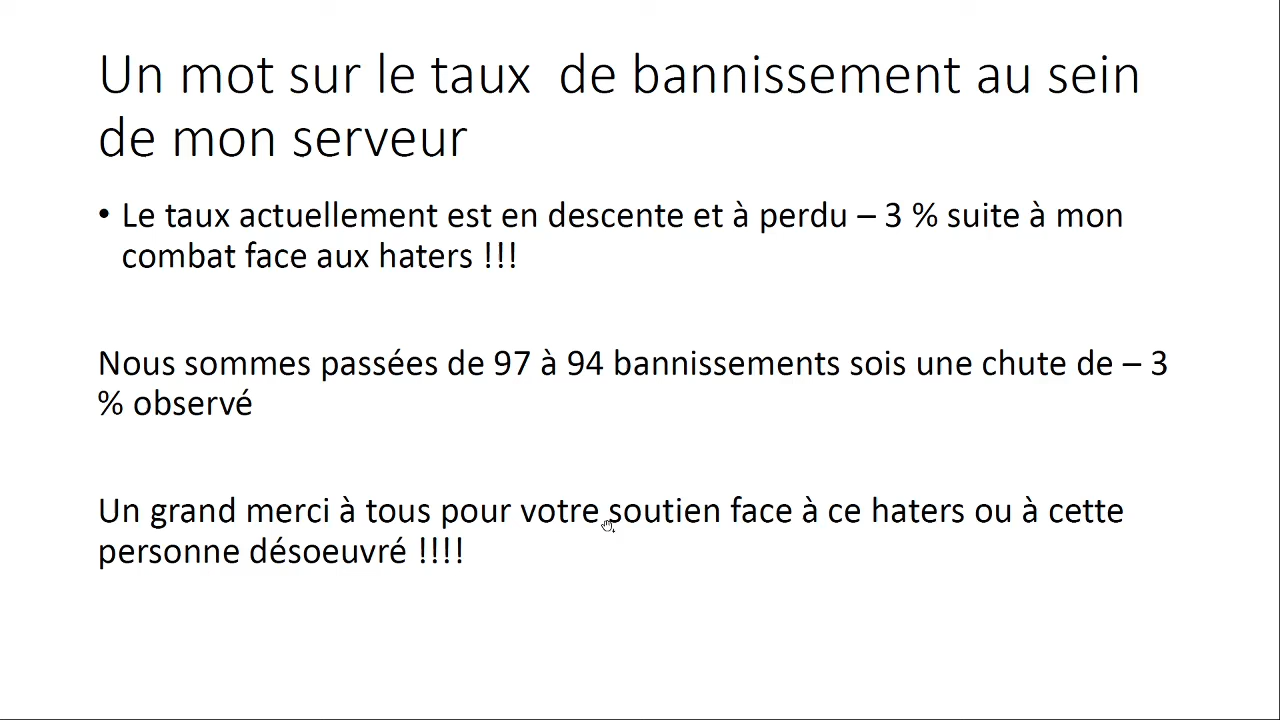 Un mot sur le taux  de bannissement au sein
de mon serveur
• Le taux actuellement est en descente et à perdu – 3 % suite à mon
combat face aux haters !!!
Nous sommes passées de 97 à 94 bannissements sois une chute de – 3
% observé
Un grand merci à tous pour votre soutien face à ce haters ou à cette
personne désoeuvré !!!!